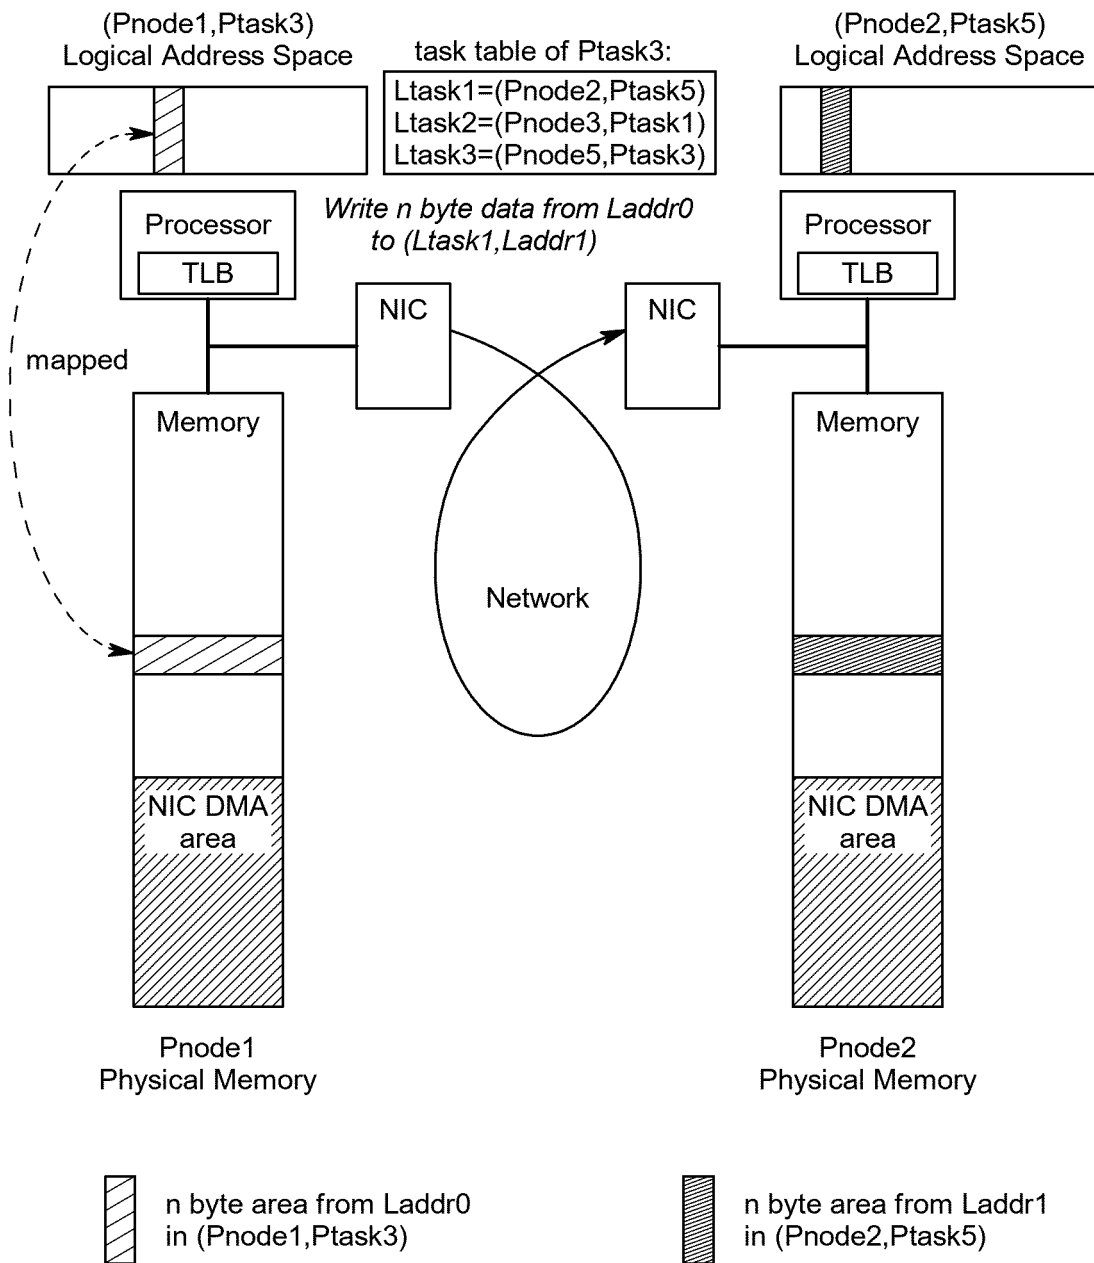 (Pnode1,Ptask3)
Logical Address Space
task table of Ptask3:
Ltask1=(Pnode2,Ptask5)
Ltask2=(Pnode3,Ptask1)
Ltask3=(Pnode5,Ptask3)
(Pnode2,Ptask5)
Logical Address Space
Write n byte data from Laddr0
to (Ltask1,Laddr1)
Processor
TLB
NIC
NIC
Processor
TLB
mapped
Memory
Memory
Network
NIC DMA
area
NIC DMA
area
Pnode1
Physical Memory
Pnode2
Physical Memory
n byte area from Laddr0
in (Pnode1,Ptask3)
n byte area from Laddr1
in (Pnode2,Ptask5)